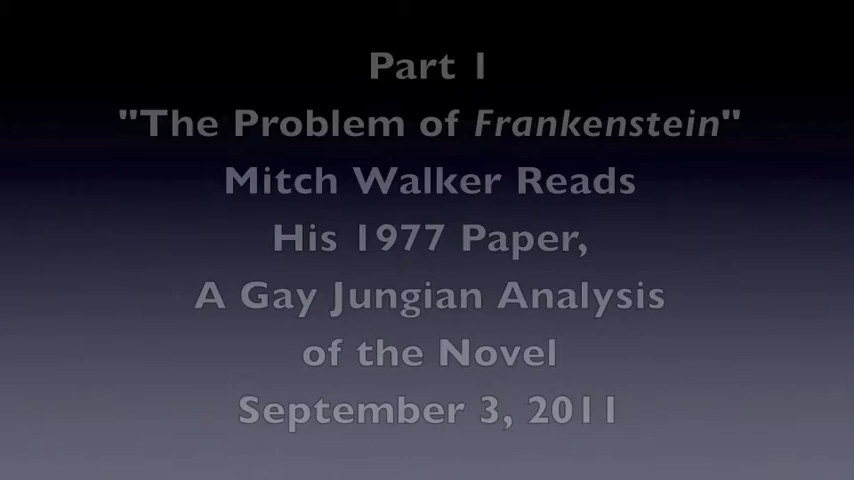 Part 1
"The Problem of Frankenstein"
Mitch Walker Reads
His 1977 Paper,
A Gay Jungian Analysis
of the Novel
September 3, 2011